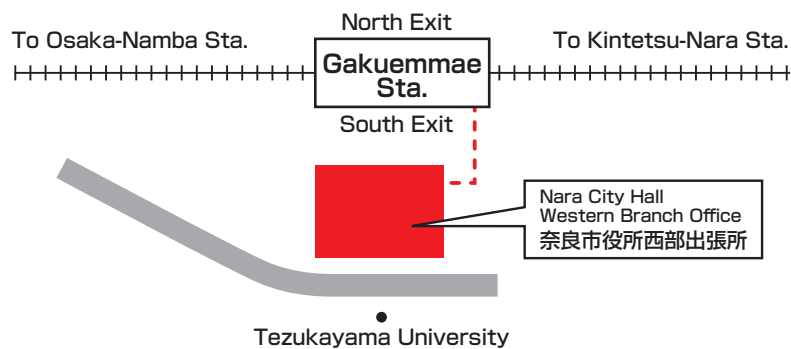 North Exit
To Osaka-Namba Sta.
To Kintetsu-Nara Sta.
Gakuemmae
Sta.
South Exit
Nara City Hall
Western Branch Office
奈良市役所西部出張所
Tezukayama University